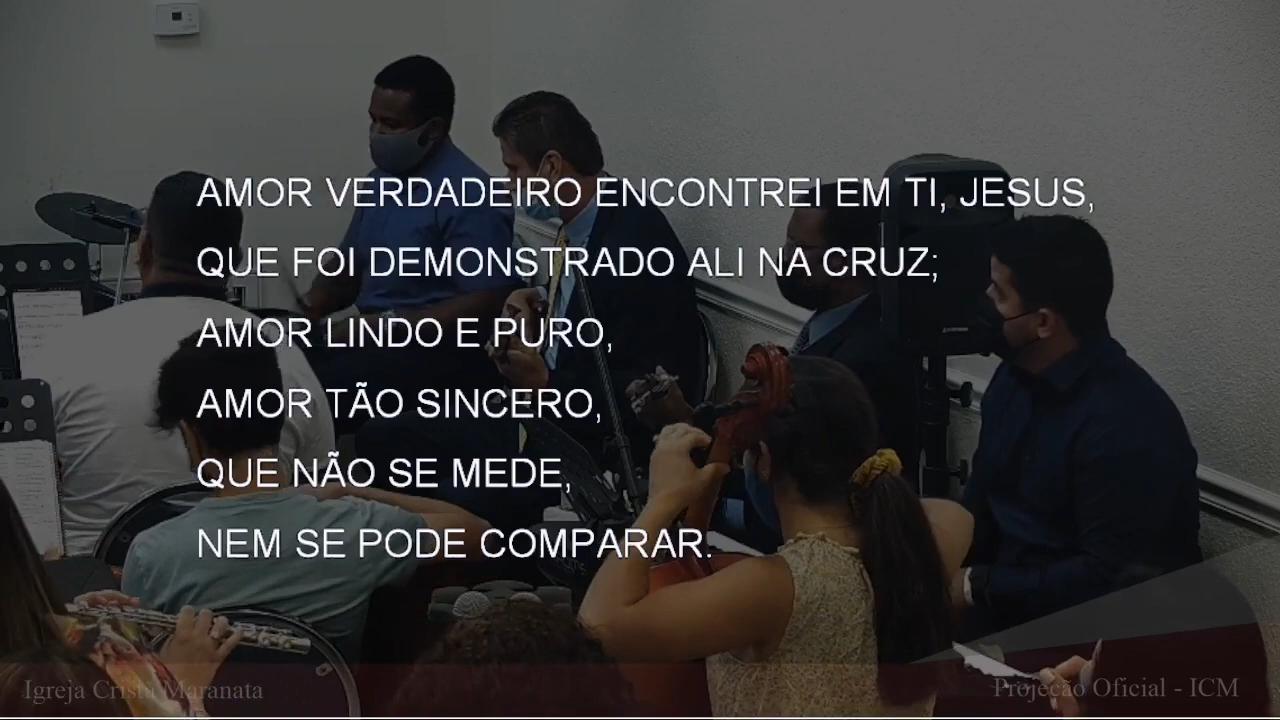 AMOR VERDADEIRO ENCONTREI EM TI, JESUS,
QUE FOI DEMONSTRADO ALI NA CRUZ;
AMOR LINDO E PURO,
AMOR TÃO SINCERO,
QUE NÃO SE MEDE,
NEM SE PODE COMPARAR.
Igreja Cristã Maranata
Projeção Oficial - ICM